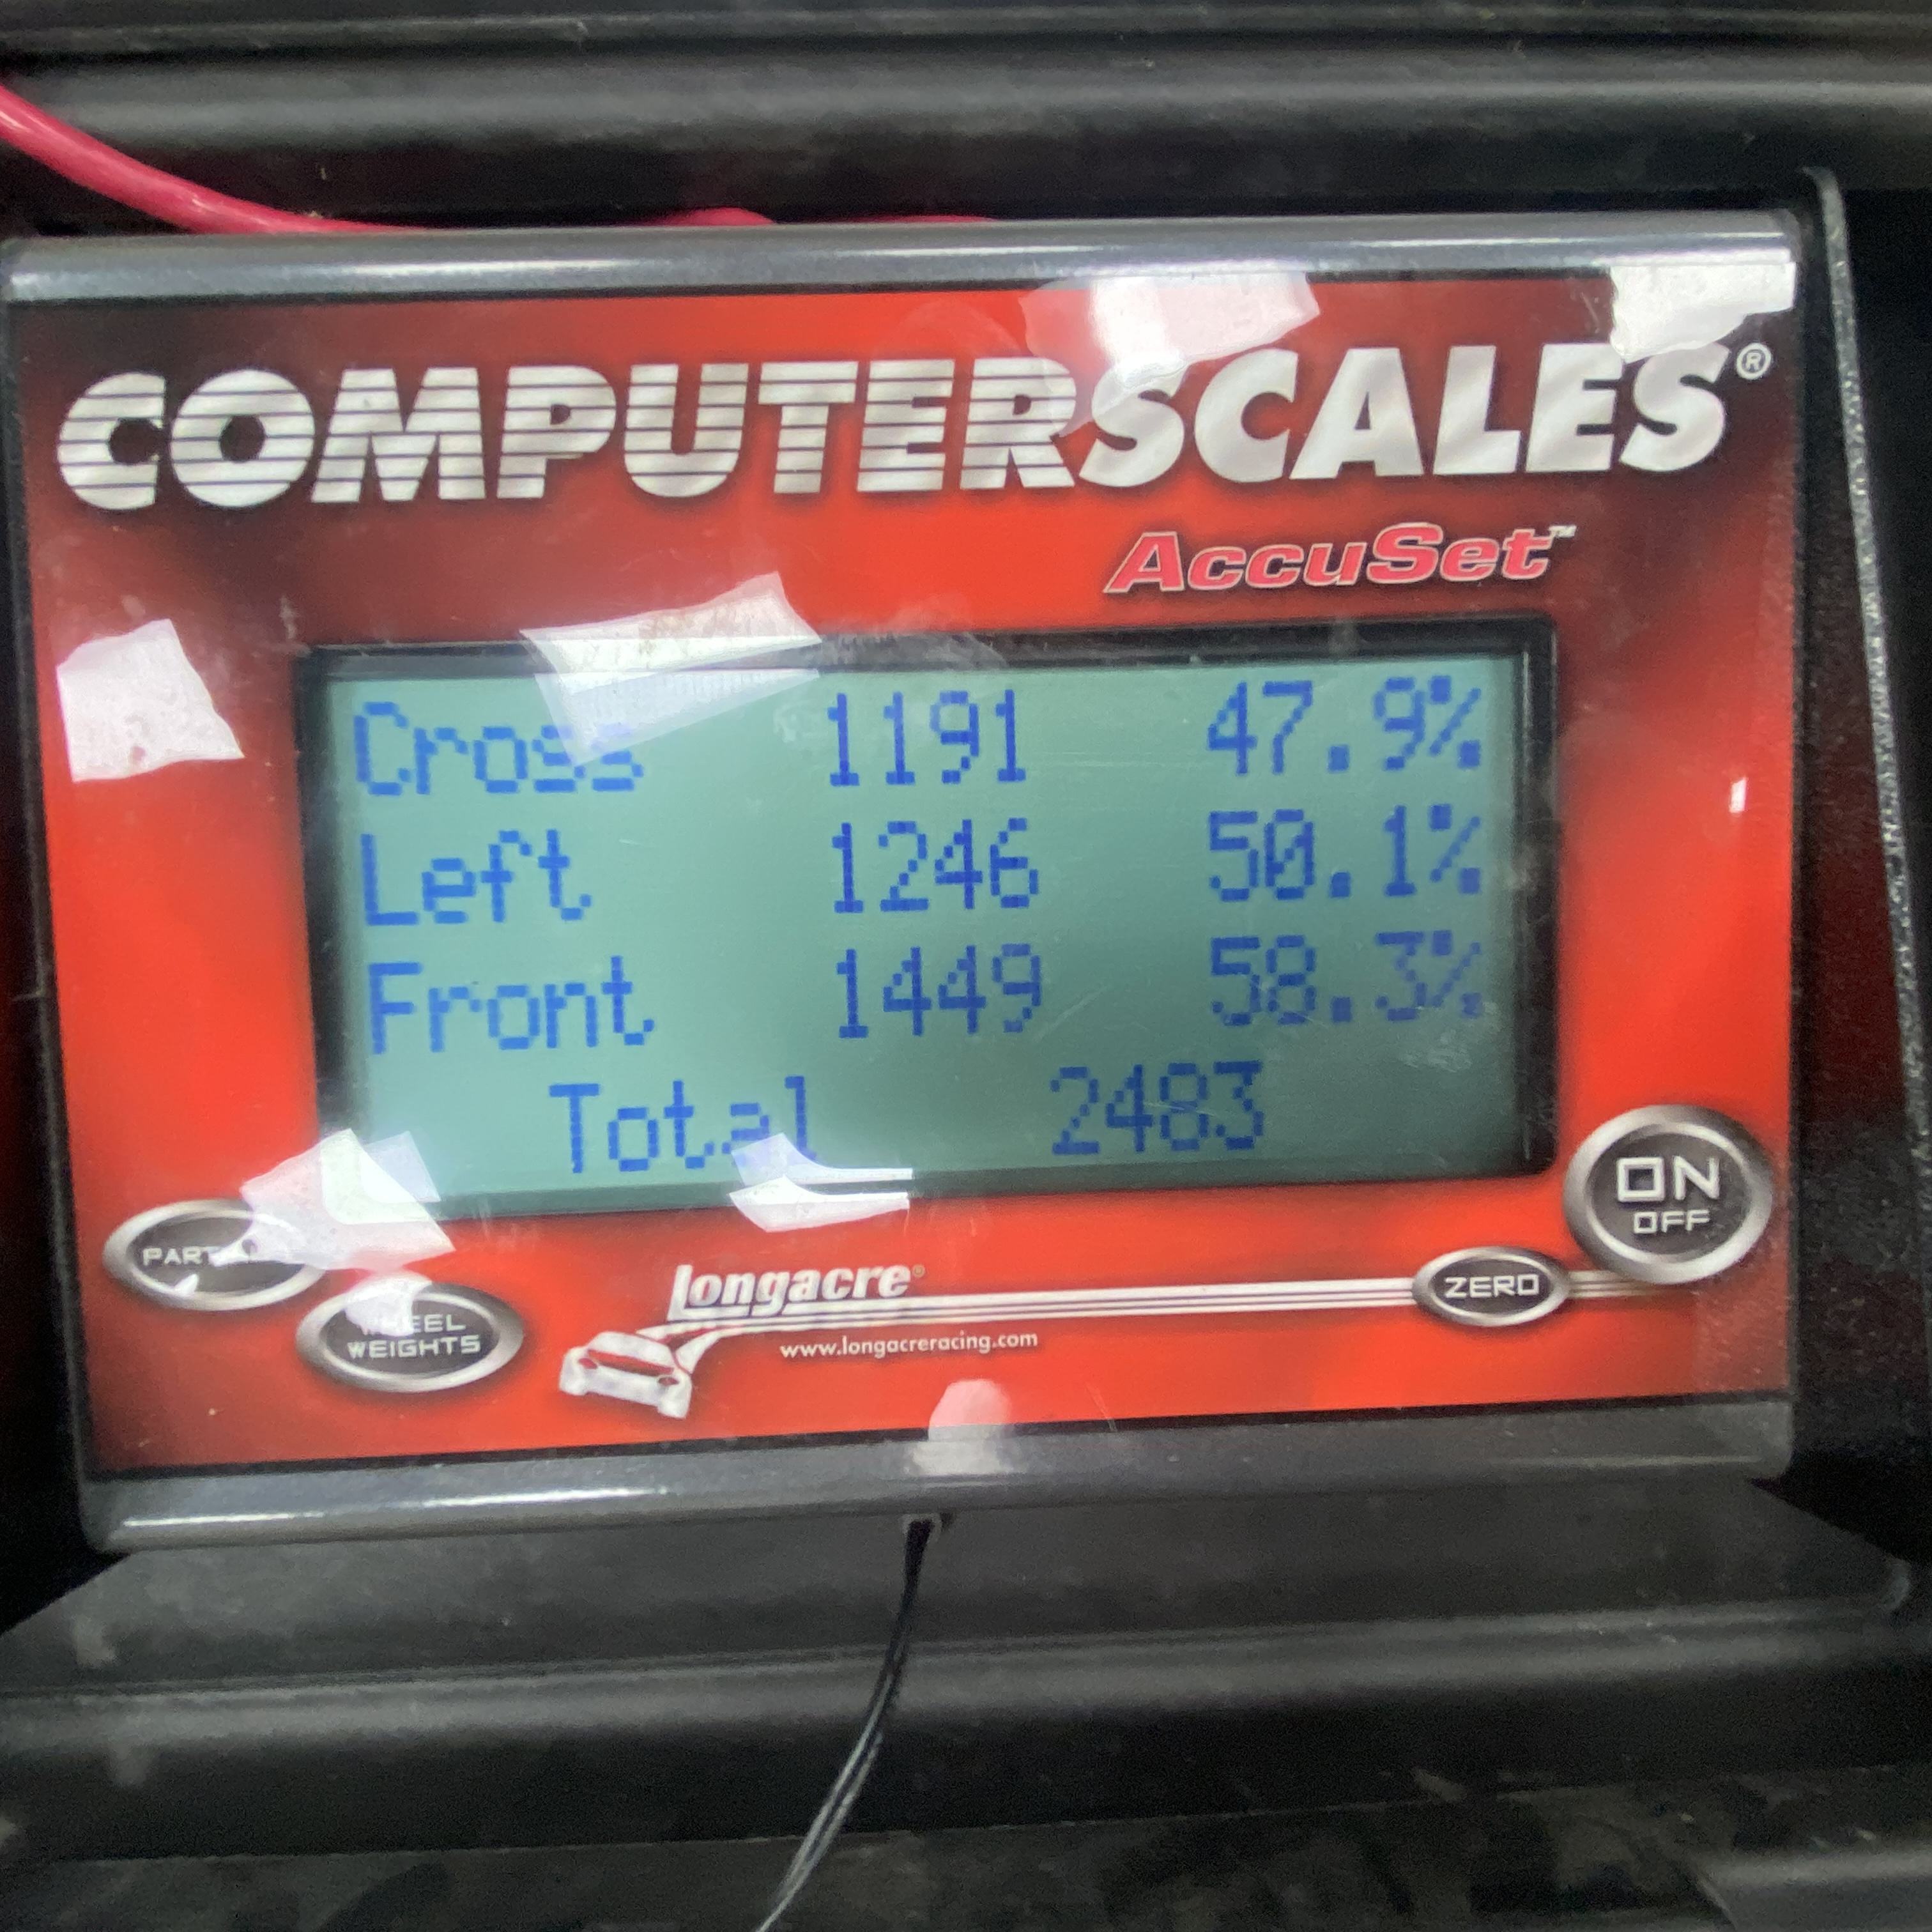 COMPUTERSCALES®
AccuSet™
Cross 1191 47.9%
Left 1246 50.1%
Front 1449 58.3%
Total 2483
ON
OFF
ZERO
WHEEL
WEIGHTS
Longacre®
www.longacreracing.com